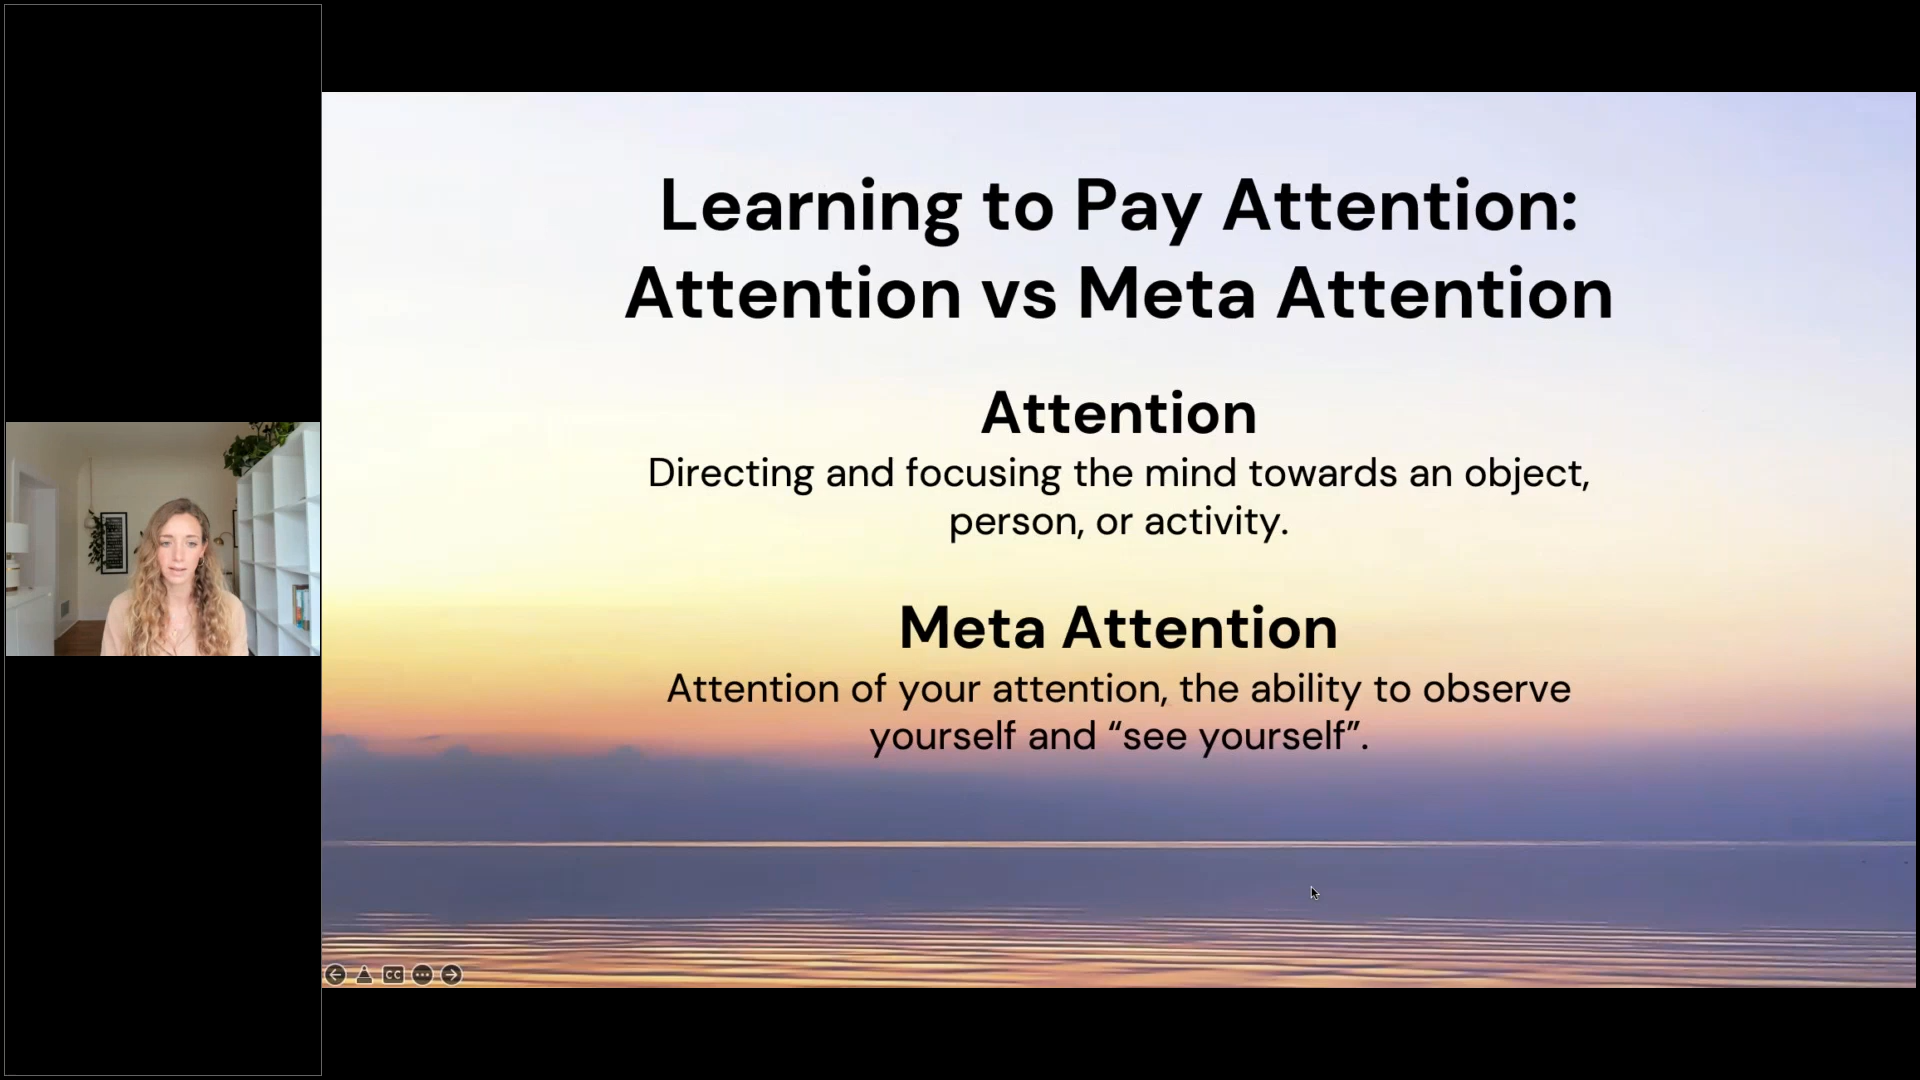 Learning to Pay Attention:
Attention vs Meta Attention
Attention
Directing and focusing the mind towards an object,
person, or activity.
Meta Attention
Attention of your attention, the ability to observe
yourself and “see yourself”.
CC